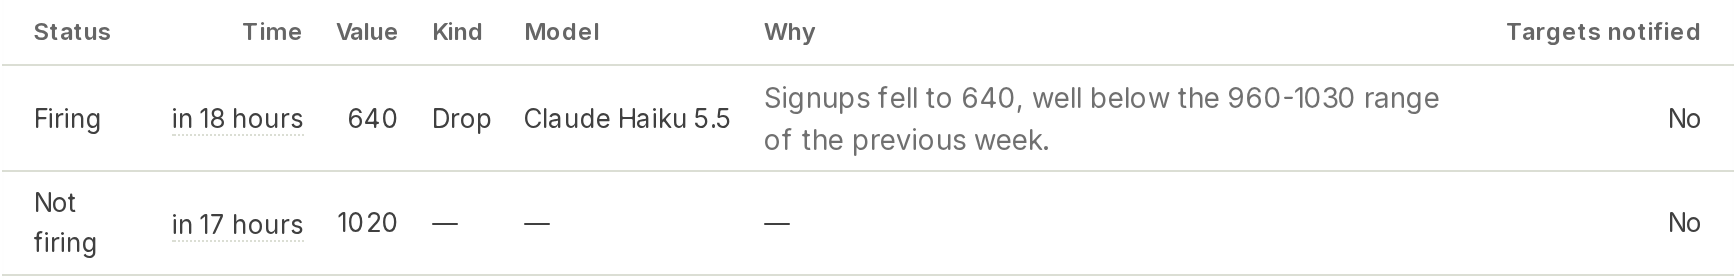 Status Time Value Kind Model Why Targets notified
Firing in 18 hours 640 Drop Claude Haiku 5.5 Signups fell to 640, well below the 960-1030 range
of the previous week. No
Not
firing in 17 hours 1020 — — — No